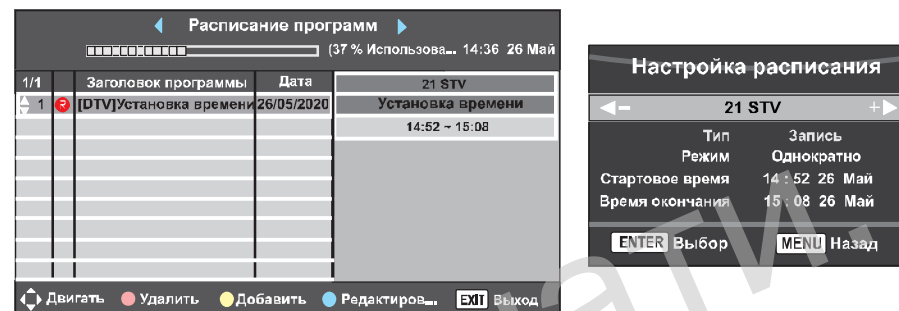 Расписание программ
(37 % Использова... 14:36 26 Май
1/1 Заголовок программы Дата 21 STV
1 R [DTV]Установка времени 26/05/2020 Установка времени
14:52 ~ 15:08
Двигать Удалить Добавить Редактиров... EXIT Выход
Настройка расписания
21 STV
Тип Запись
Режим Однократно
Стартовое время 14 : 52 26 Май
Время окончания 15 : 08 26 Май
ENTER Выбор MENU Назад